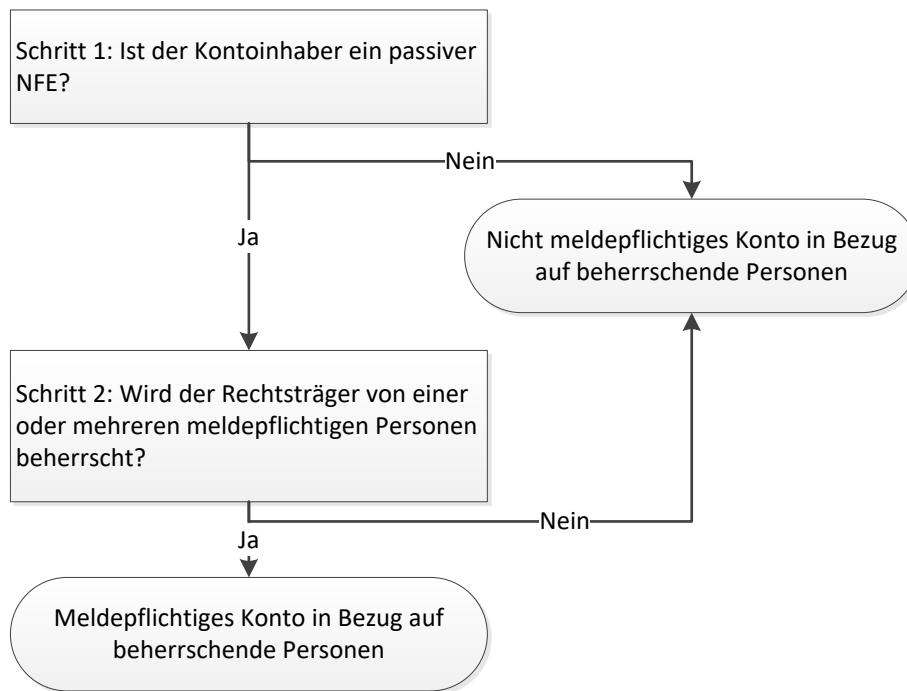 Schritt 1: Ist der Kontoinhaber ein passiver
NFE?
Nein
Ja
Nicht meldepflichtiges Konto in Bezug
auf beherrschende Personen
Schritt 2: Wird der Rechtsträger von einer
oder mehreren meldepflichtigen Personen
beherrscht?
Nein
Ja
Meldepflichtiges Konto in Bezug auf
beherrschende Personen